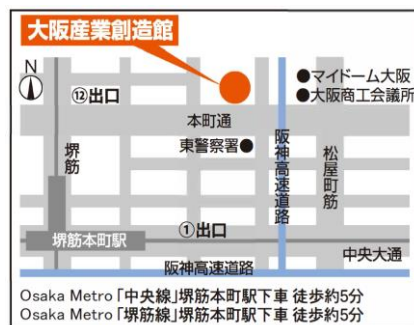 大阪産業創造館
N
⑫出口
●マイドーム大阪
●大阪商工会議所
本町通
東警察署●
堺筋
阪神高速道路
松屋町筋
①出口
堺筋本町駅
中央大通
阪神高速道路
Osaka Metro「中央線」堺筋本町駅下車 徒歩約5分
Osaka Metro「堺筋線」堺筋本町駅下車 徒歩約5分